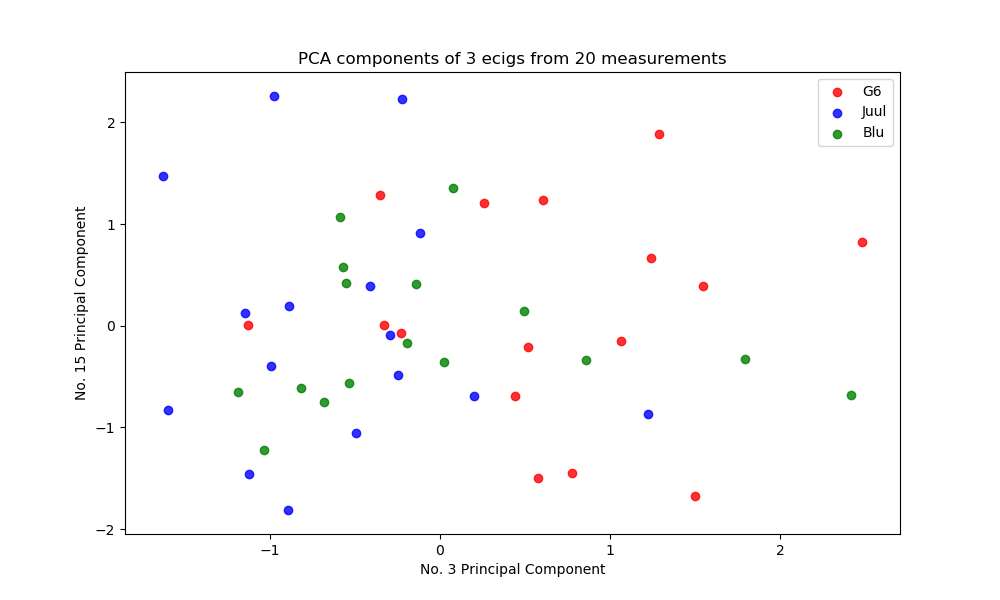 PCA components of 3 ecigs from 20 measurements
G6
Juul
Blu
2
1
0
−1
−2
No. 15 Principal Component
−1
0
1
2
No. 3 Principal Component